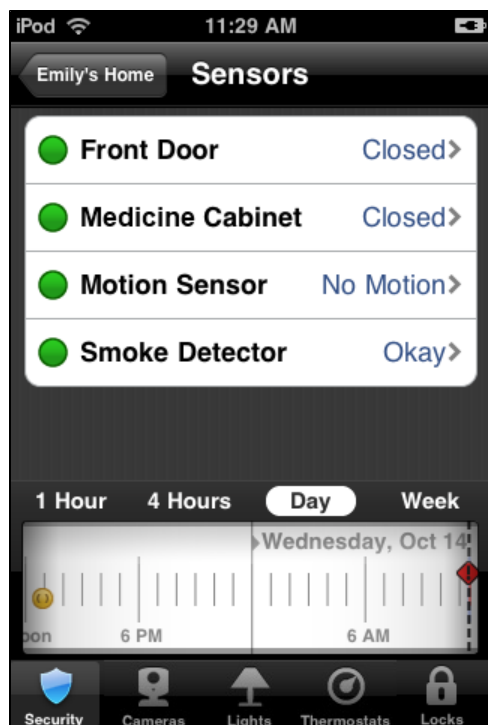 iPod 11:29 AM
Emily's Home Sensors
Front Door Closed
Medicine Cabinet Closed
Motion Sensor No Motion
Smoke Detector Okay
1 Hour 4 Hours Day Week
Wednesday, Oct 14
oon 6 PM 6 AM
Security Cameras Lights Thermostats Locks